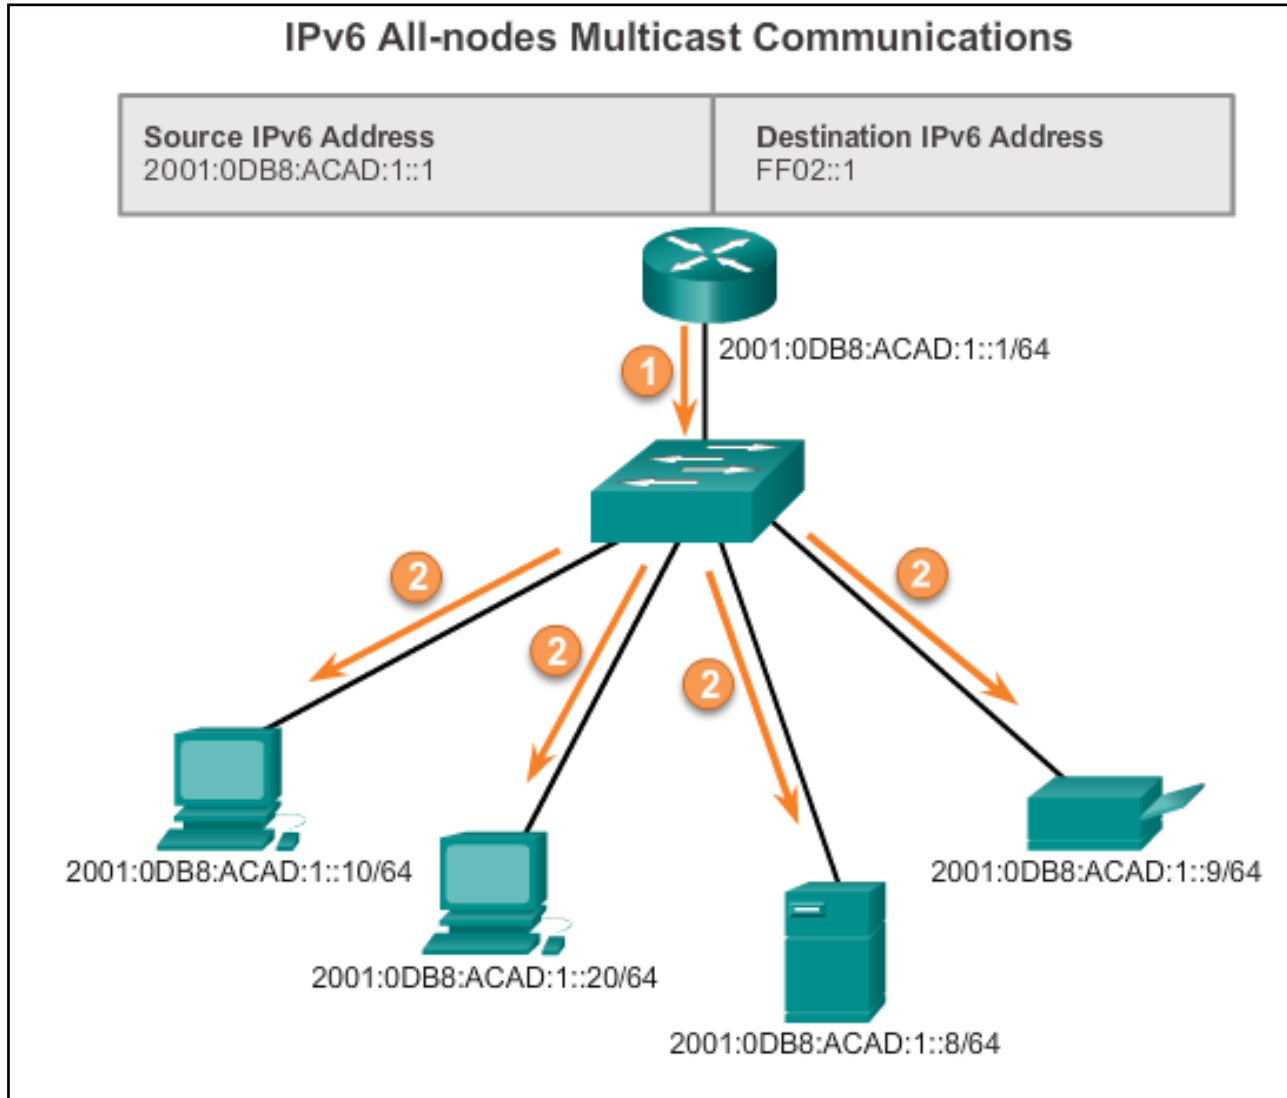 IPv6 All-nodes Multicast Communications
Source IPv6 Address
2001:0DB8:ACAD:1::1
Destination IPv6 Address
FF02::1
2001:0DB8:ACAD:1::1/64
1
2
2
2
2
2001:0DB8:ACAD:1::10/64
2001:0DB8:ACAD:1::20/64
2001:0DB8:ACAD:1::8/64
2001:0DB8:ACAD:1::9/64